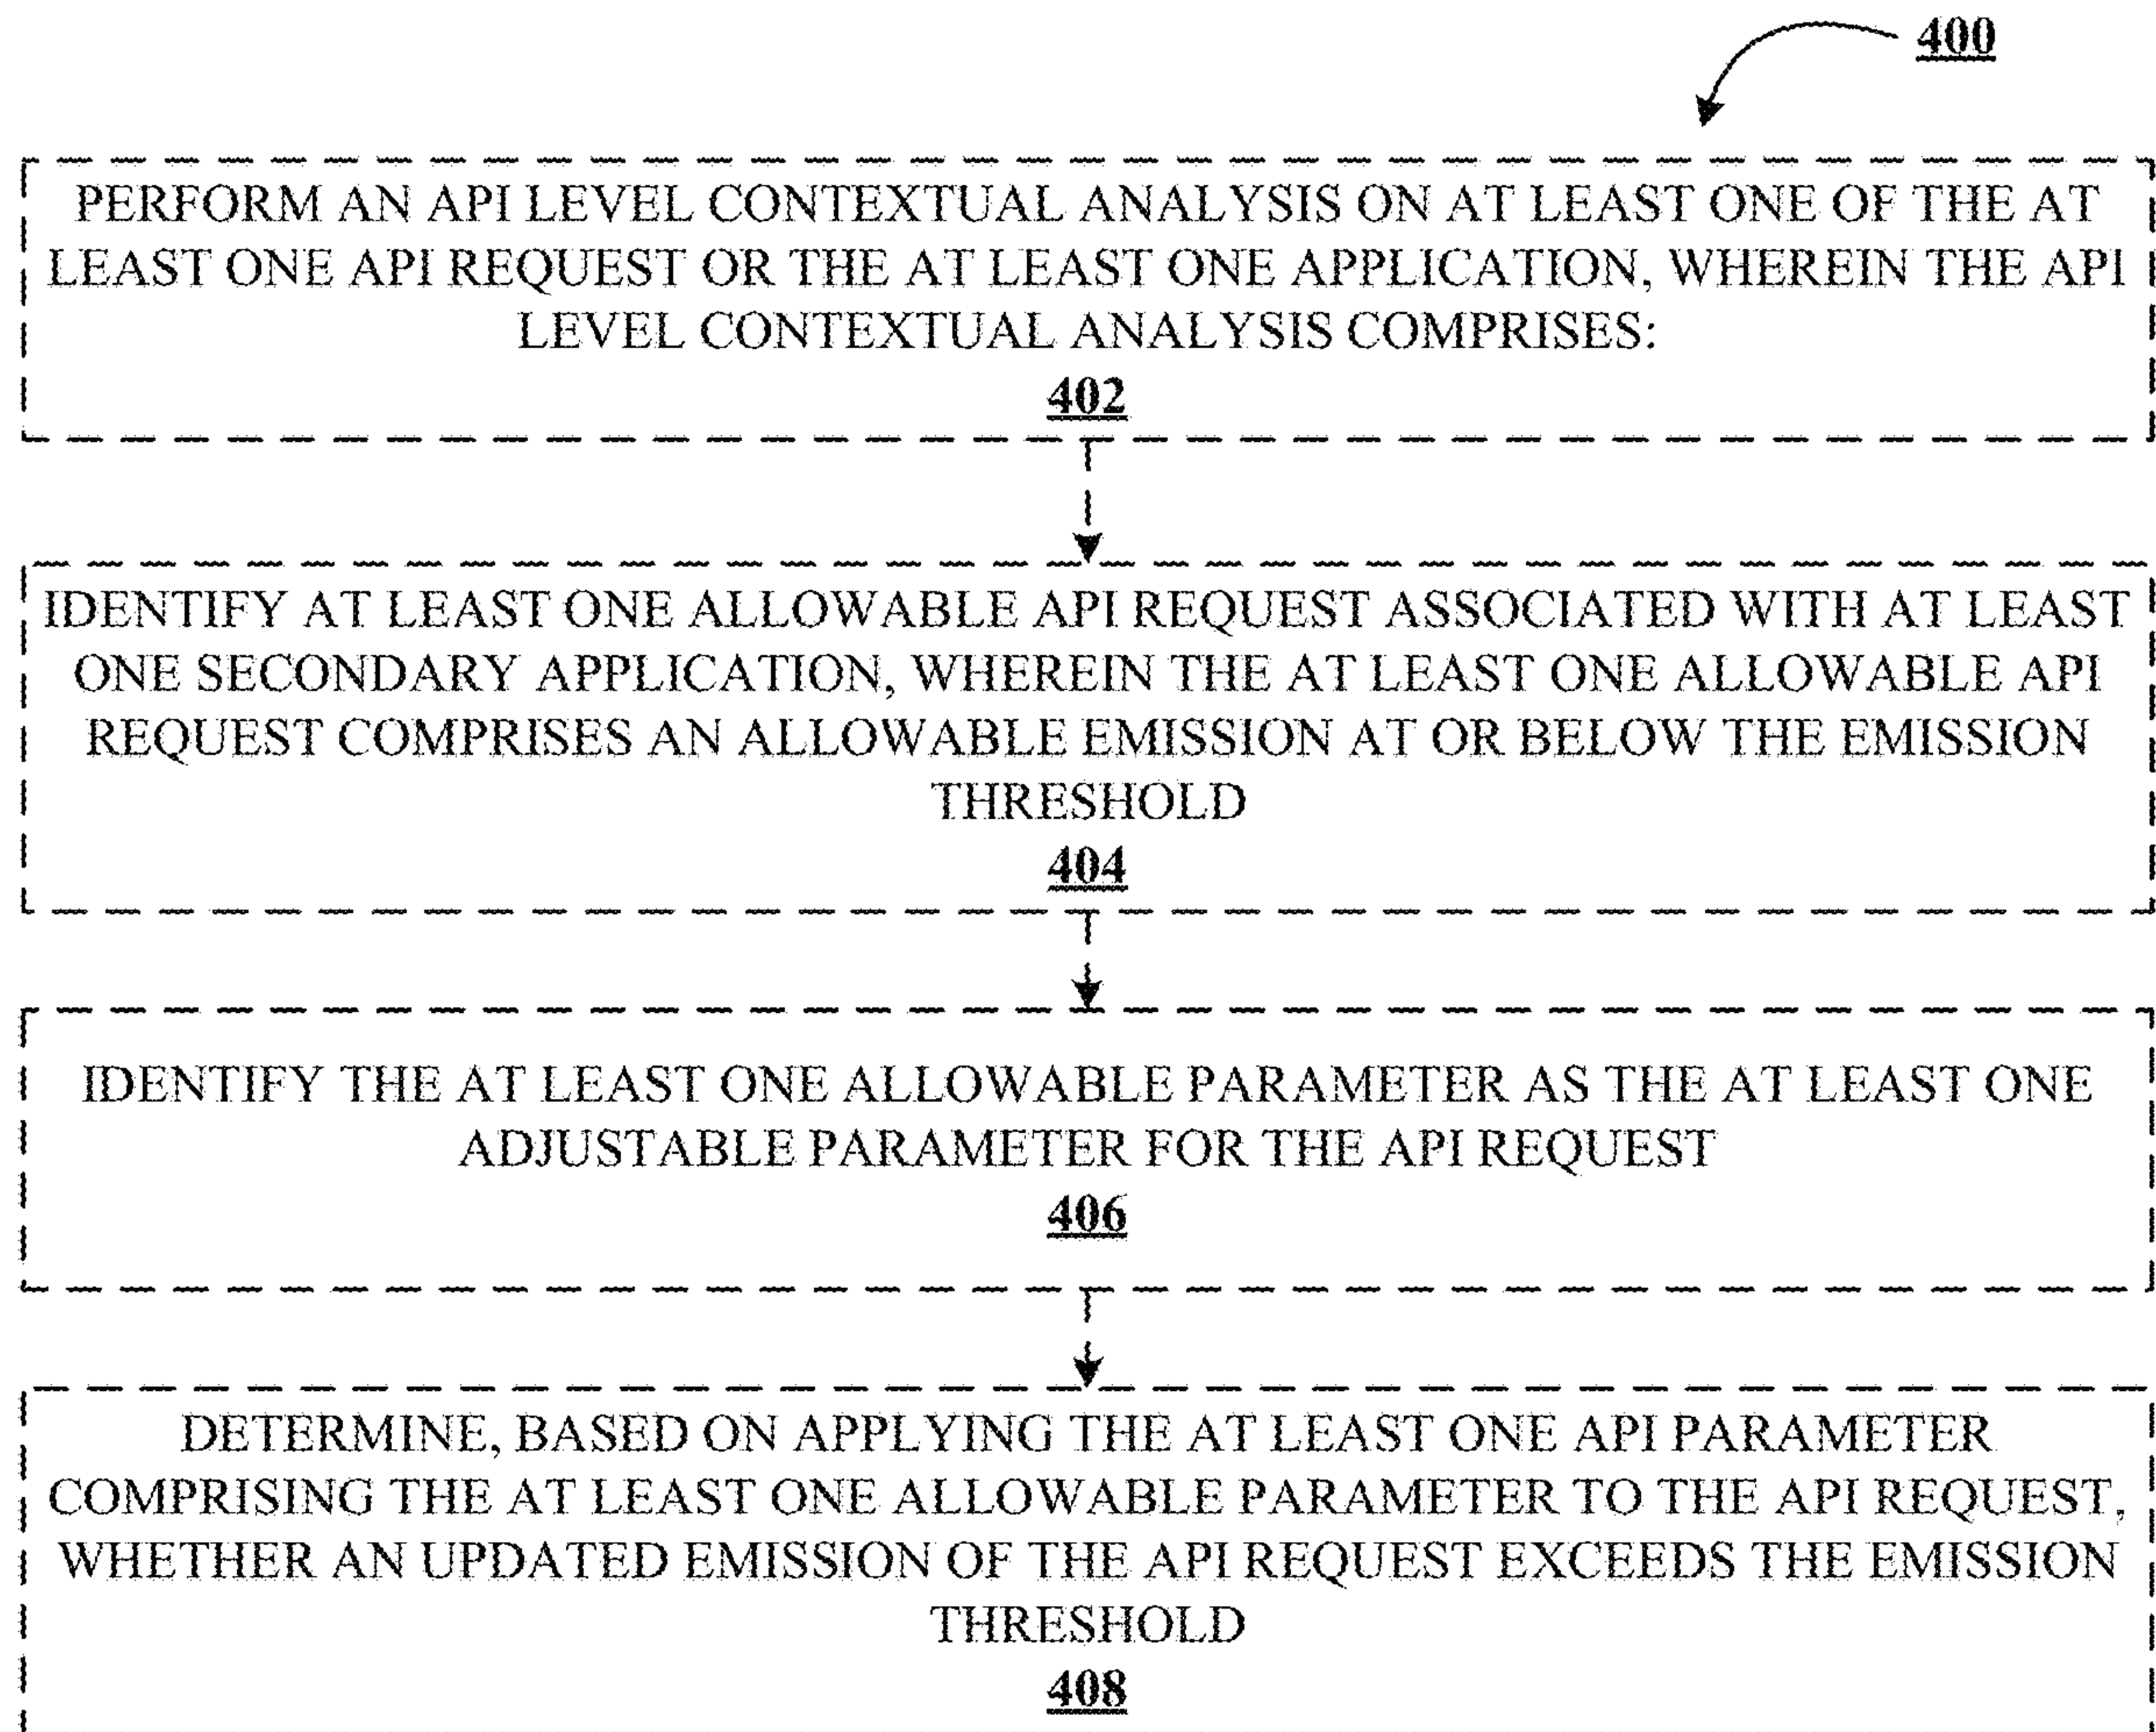 400
PERFORM AN API LEVEL CONTEXTUAL ANALYSIS ON AT LEAST ONE OF THE AT
LEAST ONE API REQUEST OR THE AT LEAST ONE APPLICATION, WHEREIN THE API
LEVEL CONTEXTUAL ANALYSIS COMPRISES:
402
IDENTIFY AT LEAST ONE ALLOWABLE API REQUEST ASSOCIATED WITH AT LEAST
ONE SECONDARY APPLICATION, WHEREIN THE AT LEAST ONE ALLOWABLE API
REQUEST COMPRISES AN ALLOWABLE EMISSION AT OR BELOW THE EMISSION
THRESHOLD
404
IDENTIFY THE AT LEAST ONE ALLOWABLE PARAMETER AS THE AT LEAST ONE
ADJUSTABLE PARAMETER FOR THE API REQUEST
406
DETERMINE, BASED ON APPLYING THE AT LEAST ONE API PARAMETER
COMPRISING THE AT LEAST ONE ALLOWABLE PARAMETER TO THE API REQUEST,
WHETHER AN UPDATED EMISSION OF THE API REQUEST EXCEEDS THE EMISSION
THRESHOLD
408